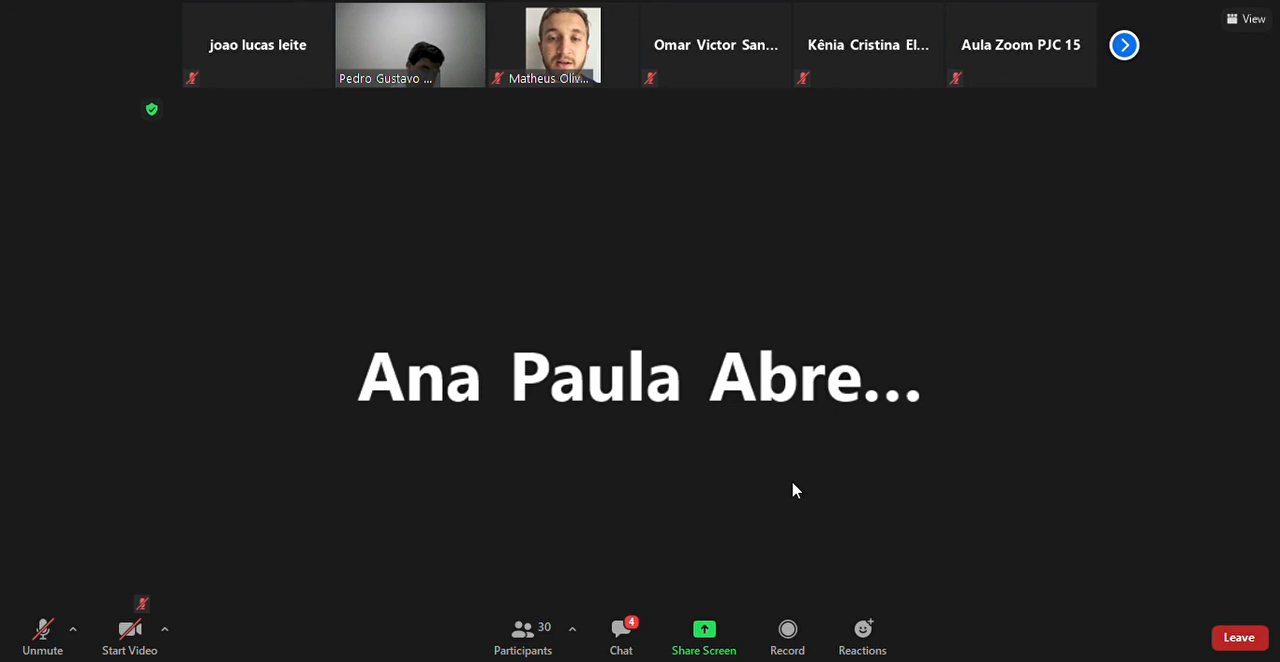 View
joao lucas leite
Pedro Gustavo ...
Matheus Oliv...
Omar Victor San...
Kênia Cristina El...
Aula Zoom PJC 15
Ana Paula Abre...
Unmute
Start Video
30
Participants
4
Chat
Share Screen
Record
Reactions
Leave